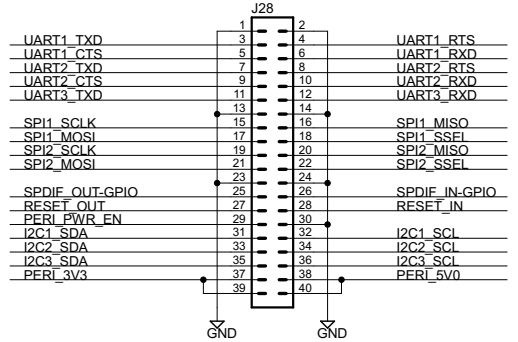 J28
1 2
UART1_TXD 3 4 UART1_RTS
UART1_CTS 5 6 UART1_RXD
UART2_TXD 7 8 UART2_RTS
UART2_CTS 9 10 UART2_RXD
UART3_TXD 11 12 UART3_RXD
13 14
SPI1_SCLK 15 16 SPI1_MISO
SPI1_MOSI 17 18 SPI1_SSEL
SPI2_SCLK 19 20 SPI2_MISO
SPI2_MOSI 21 22 SPI2_SSEL
23 24
SPDIF_OUT-GPIO 25 26 SPDIF_IN-GPIO
RESET_OUT 27 28 RESET_IN
PERI_PWR_EN 29 30
I2C1_SDA 31 32 I2C1_SCL
I2C2_SDA 33 34 I2C2_SCL
I2C3_SDA 35 36 I2C3_SCL
PERI_3V3 37 38 PERI_5V0
39 40
GND GND